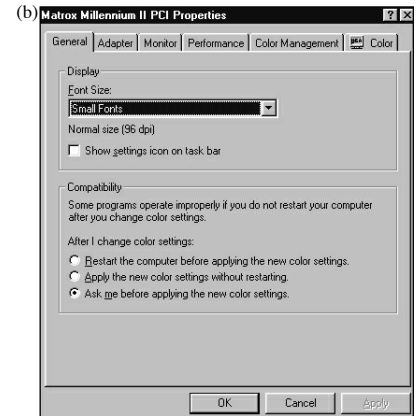 (b) Matrox Millennium II PCI Properties
General Adapter Monitor Performance Color Management Color
Display
Font Size:
Small Fonts
Normal size (96 dpi)
Show settings icon on task bar
Compatibility
Some programs operate improperly if you do not restart your computer
after you change color settings.
After I change color settings:
Restart the computer before applying the new color settings.
Apply the new color settings without restarting.
Ask me before applying the new color settings.
OK Cancel Apply